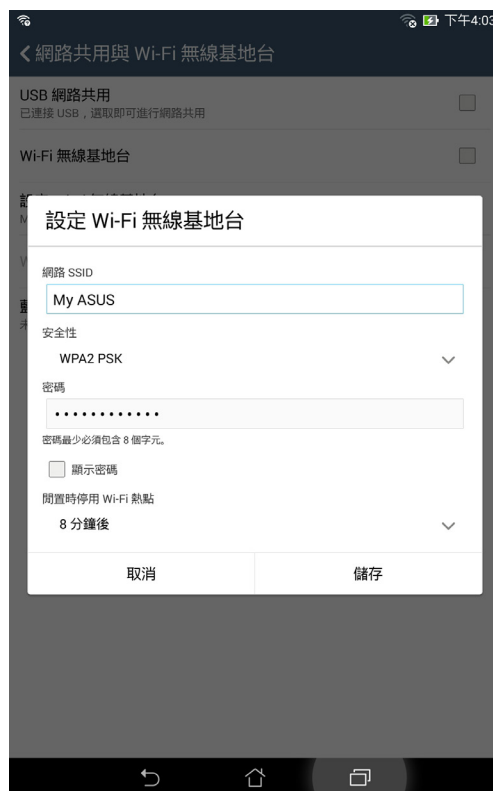 下午4:03
網路共用與 Wi-Fi 無線基地台
USB 網路共用
已連接 USB，選取即可進行網路共用
Wi-Fi 無線基地台
設定 Wi-Fi 無線基地台
網路 SSID
My ASUS
安全性
WPA2 PSK
密碼
••••••••••••
密碼最少必須包含 8 個字元。
顯示密碼
閒置時停用 Wi-Fi 熱點
8 分鐘後
取消
儲存